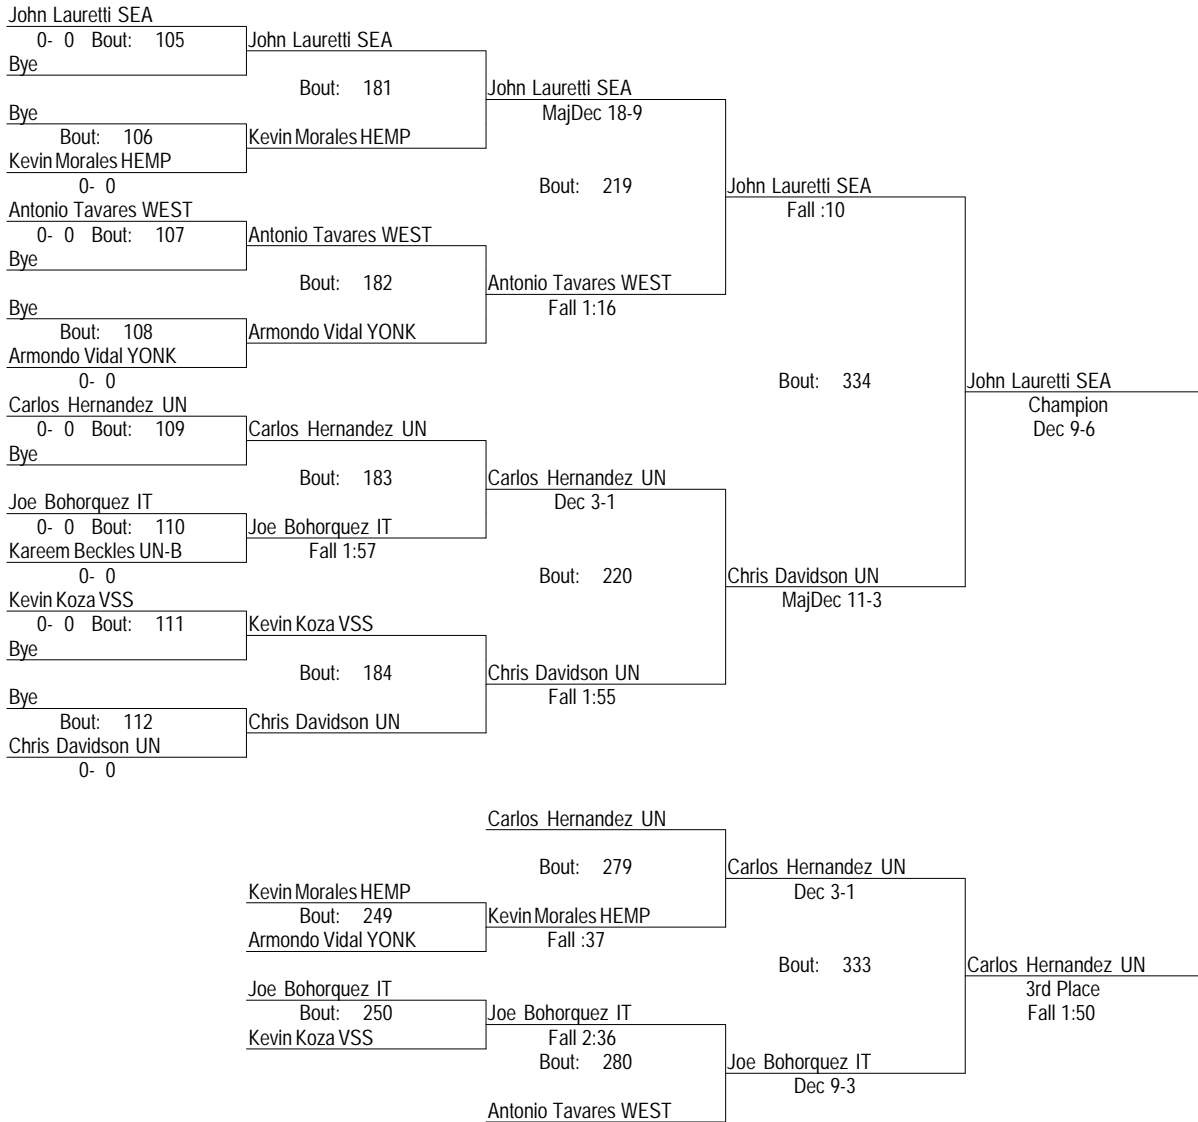 John Lauretti SEA
0- 0 Bout: 105
John Lauretti SEA
Bye
Bout: 181
John Lauretti SEA
Bye
MajDec 18-9
Bout: 106
Kevin Morales HEMP
Kevin Morales HEMP
0- 0
Bout: 219
John Lauretti SEA
Antonio Tavares WEST
Fall :10
0- 0 Bout: 107
Antonio Tavares WEST
Bye
Bout: 182
Antonio Tavares WEST
Bye
Fall 1:16
Bout: 108
Armondo Vidal YONK
Armondo Vidal YONK
0- 0
Bout: 334
John Lauretti SEA
Carlos Hernandez UN
Champion
0- 0 Bout: 109
Carlos Hernandez UN
Dec 9-6
Bye
Bout: 183
Carlos Hernandez UN
Joe Bohorquez IT
Dec 3-1
0- 0 Bout: 110
Joe Bohorquez IT
Kareem Beckles UN-B
Fall 1:57
0- 0
Bout: 220
Chris Davidson UN
Kevin Koza VSS
MajDec 11-3
0- 0 Bout: 111
Kevin Koza VSS
Bye
Bout: 184
Chris Davidson UN
Bye
Fall 1:55
Bout: 112
Chris Davidson UN
Chris Davidson UN
0- 0
Carlos Hernandez UN
Bout: 279
Carlos Hernandez UN
Kevin Morales HEMP
Dec 3-1
Bout: 249
Kevin Morales HEMP
Armondo Vidal YONK
Fall :37
Bout: 333
Carlos Hernandez UN
Joe Bohorquez IT
3rd Place
Bout: 250
Joe Bohorquez IT
Fall 1:50
Kevin Koza VSS
Fall 2:36
Bout: 280
Joe Bohorquez IT
Dec 9-3
Antonio Tavares WEST